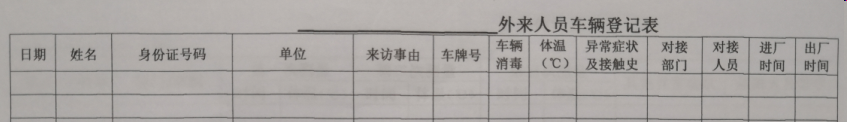 外来人员车辆登记表
日期 姓名 身份证号码 单位 来访事由 车牌号 车辆消毒 体温（℃） 异常症状及接触史 对接部门 对接人员 进厂时间 出厂时间